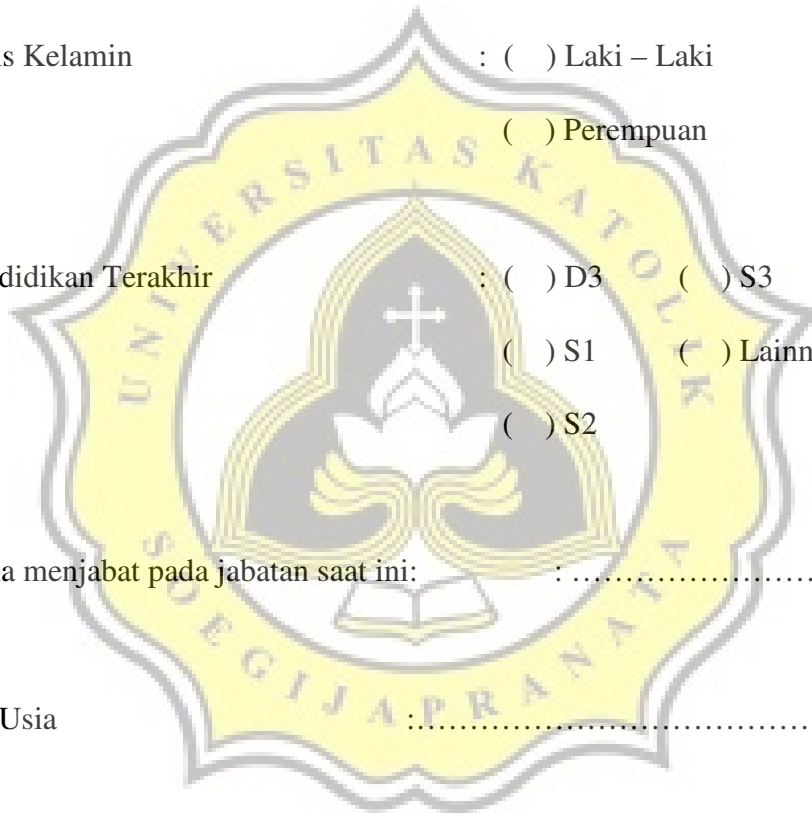 s Kelamin : ( ) Laki – Laki
( ) Perempuan
didikan Terakhir : ( ) D3 ( ) S3
( ) S1 ( ) Lainn
( ) S2
a menjabat pada jabatan saat ini: : ……………………
Usia :………………………………
UNIVERSITAS KATOLIK
SOEGIJAPRANATA